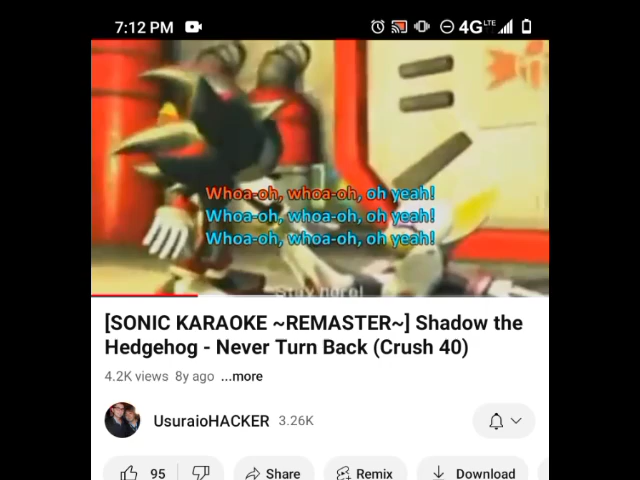 7:12 PM
4G LTE
Whoa-oh, whoa-oh, oh yeah!
Whoa-oh, whoa-oh, oh yeah!
Whoa-oh, whoa-oh, oh yeah!
Stay here!
[SONIC KARAOKE ~REMASTER~] Shadow the
Hedgehog - Never Turn Back (Crush 40)
4.2K views 8y ago ...more
UsuraioHACKER 3.26K
95 Share Remix Download